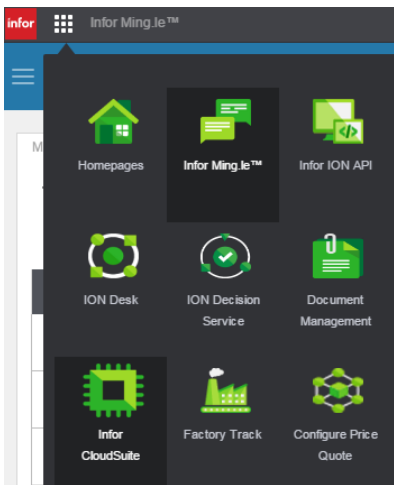 infor Infor Ming.le™
M
Homepages Infor Ming.le™ Infor ION API
ION Desk ION Decision Document
Service Management
Infor Factory Track Configure Price
CloudSuite Quote